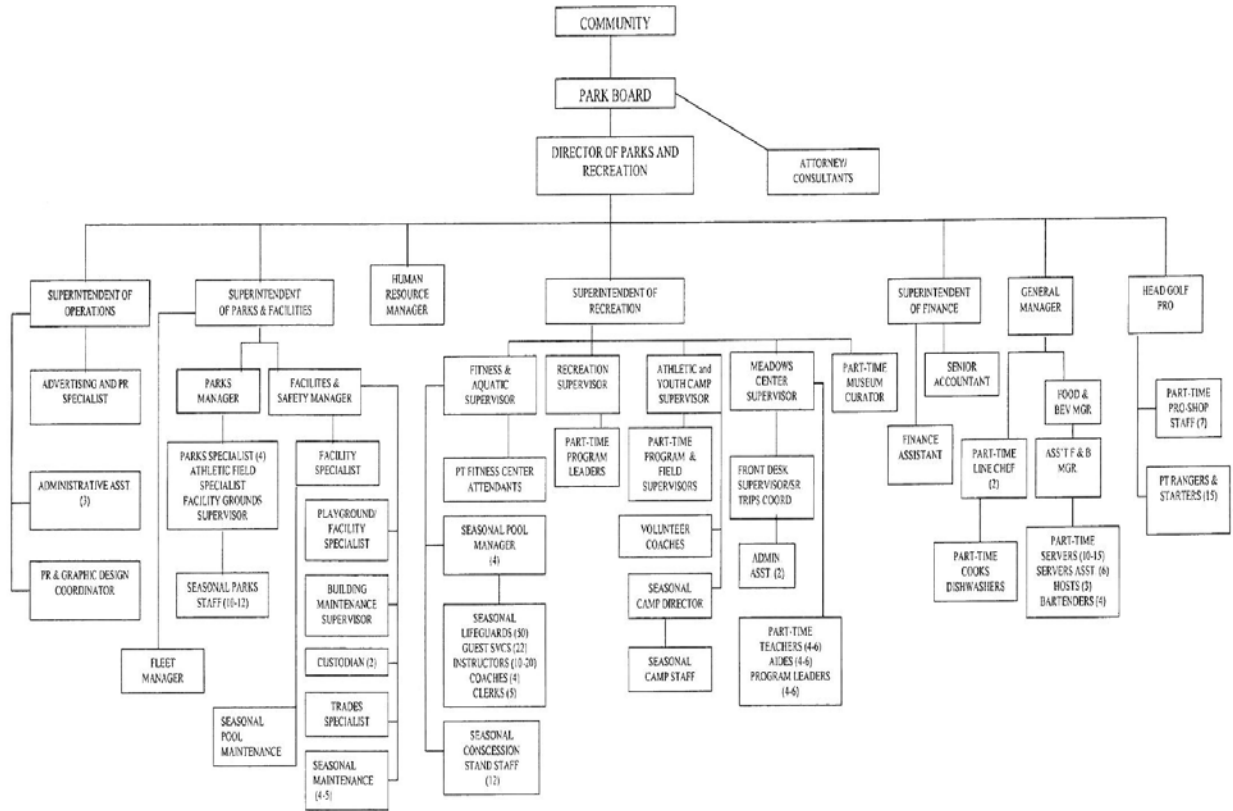 COMMUNITY
PARK BOARD
DIRECTOR OF PARKS AND
RECREATION
ATTORNEY/
CONSULTANTS
SUPERINTENDENT OF
OPERATIONS
SUPERINTENDENT
OF PARKS & FACILITIES
HUMAN
RESOURCE
MANAGER
SUPERINTENDENT OF
RECREATION
SUPERINTENDENT
OF FINANCE
GENERAL
MANAGER
HEAD GOLF
PRO
ADVERTISING AND PR
SPECIALIST
ADMINISTRATIVE ASST
(3)
PR & GRAPHIC DESIGN
COORDINATOR
PARKS
MANAGER
FACILITES &
SAFETY MANAGER
PARKS SPECIALIST (4)
ATHLETIC FIELD
SPECIALIST
FACILITY GROUNDS
SUPERVISOR
SEASONAL PARKS
STAFF (10-12)
FLEET
MANAGER
SEASONAL
POOL
MAINTENANCE
FACILITY
SPECIALIST
PLAYGROUND/
FACILITY
SPECIALIST
BUILDING
MAINTENANCE
SUPERVISOR
CUSTODIAN (2)
TRADES
SPECIALIST
SEASONAL
MAINTENANCE
(4-5)
FITNESS &
AQUATIC
SUPERVISOR
PT FITNESS CENTER
ATTENDANTS
SEASONAL POOL
MANAGER
(4)
SEASONAL
LIFEGUARDS (50)
GUEST SVCS (22)
INSTRUCTORS (10-20)
COACHES (4)
CLERKS (5)
SEASONAL
CONSCESSION
STAND STAFF
(12)
RECREATION
SUPERVISOR
PART-TIME
PROGRAM
LEADERS
ATHLETIC and
YOUTH CAMP
SUPERVISOR
PART-TIME
PROGRAM &
FIELD
SUPERVISORS
VOLUNTEER
COACHES
SEASONAL
CAMP DIRECTOR
SEASONAL
CAMP STAFF
MEADOWS
CENTER
SUPERVISOR
FRONT DESK
SUPERVISOR/SR
TRIPS COORD
ADMIN
ASST (2)
PART-TIME
TEACHERS (4-6)
AIDES (4-6)
PROGRAM LEADERS
(4-6)
PART-TIME
MUSEUM
CURATOR
SENIOR
ACCOUNTANT
FINANCE
ASSISTANT
PART-TIME
LINE CHEF
(2)
PART-TIME
COOKS
DISHWASHERS
FOOD &
BEV MGR
ASS'T F & B
MGR
PART-TIME
SERVERS (10-15)
SERVERS ASST (6)
HOSTS (3)
BARTENDERS (4)
PART-TIME
PRO-SHOP
STAFF (7)
PT RANGERS &
STARTERS (15)